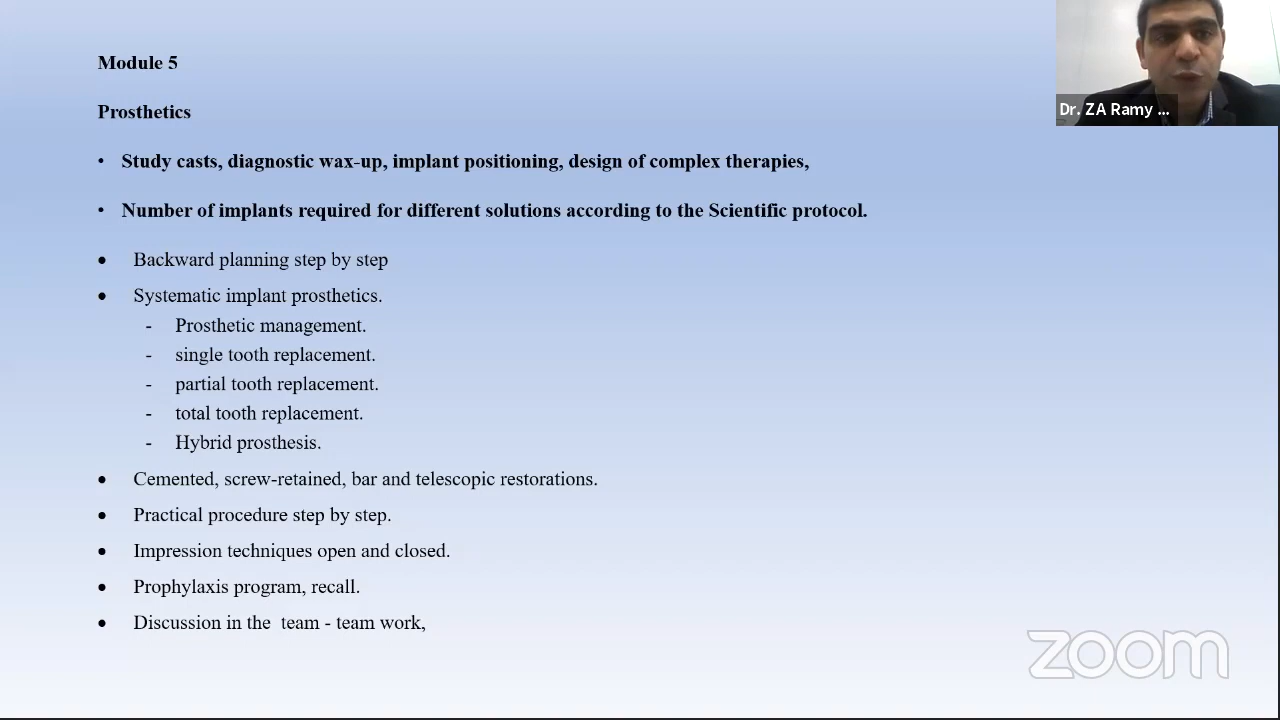 Module 5
Dr. ZA Ramy ...
Prosthetics
• Study casts, diagnostic wax-up, implant positioning, design of complex therapies,
• Number of implants required for different solutions according to the Scientific protocol.
• Backward planning step by step
• Systematic implant prosthetics.
- Prosthetic management.
- single tooth replacement.
- partial tooth replacement.
- total tooth replacement.
- Hybrid prosthesis.
• Cemented, screw-retained, bar and telescopic restorations.
• Practical procedure step by step.
• Impression techniques open and closed.
• Prophylaxis program, recall.
• Discussion in the  team - team work,
zoom